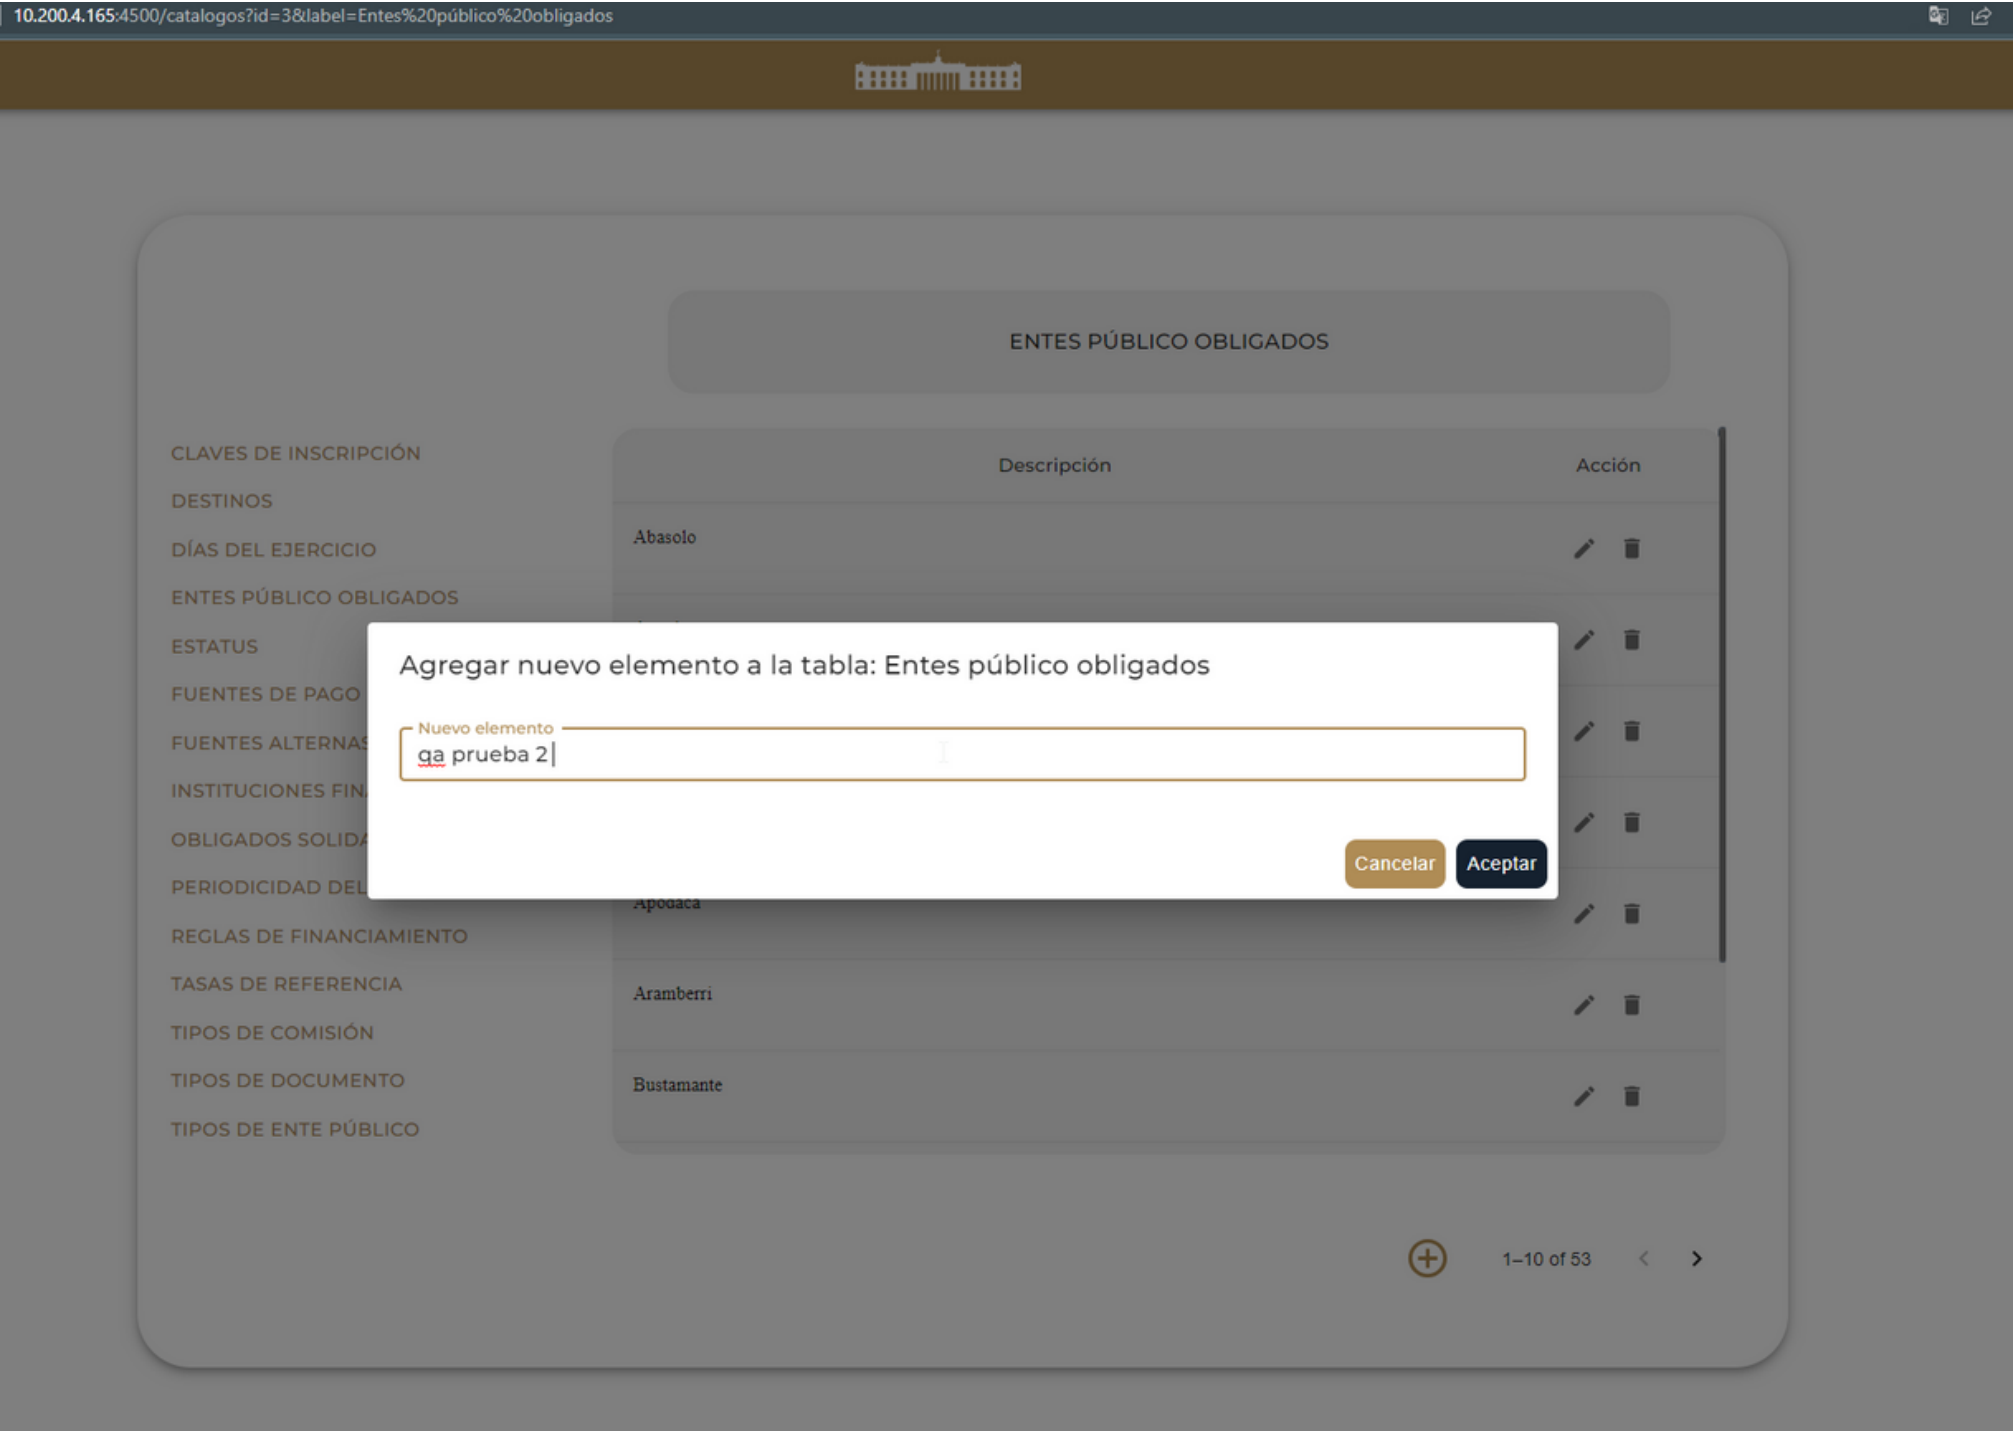 10.200.4.165:4500/catalogos?id=3&label=Entes%20público%20obligados
ENTES PÚBLICO OBLIGADOS
CLAVES DE INSCRIPCIÓN
DESTINOS
DÍAS DEL EJERCICIO
ENTES PÚBLICO OBLIGADOS
ESTATUS
FUENTES DE PAGO
FUENTES ALTERNAS
INSTITUCIONES FIN
OBLIGADOS SOLIDA
PERIODICIDAD DEL
REGLAS DE FINANCIAMIENTO
TASAS DE REFERENCIA
TIPOS DE COMISIÓN
TIPOS DE DOCUMENTO
TIPOS DE ENTE PÚBLICO
Descripción Acción
Abasolo
Agregar nuevo elemento a la tabla: Entes público obligados
Nuevo elemento
qa prueba 2
Cancelar Aceptar
Apodaca
Aramberri
Bustamante
1–10 of 53